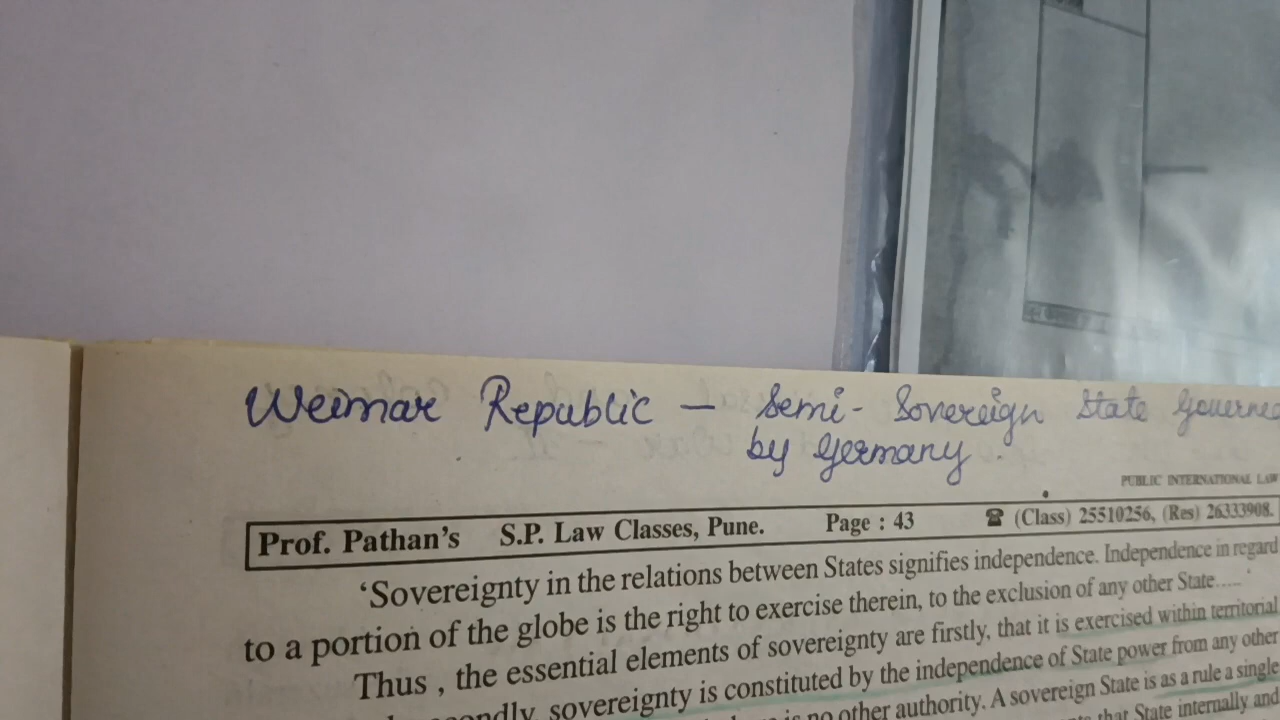 Weimar Republic – Semi-Sovereign State Governe
by Germany.
PUBLIC INTERNATIONAL LAW
Prof. Pathan's S.P. Law Classes, Pune. Page : 43 ☎ (Class) 25510256, (Res) 26333908.
'Sovereignty in the relations between States signifies independence. Independence in regard
to a portion of the globe is the right to exercise therein, to the exclusion of any other State..... '
Thus , the essential elements of sovereignty are firstly, that it is exercised within territorial
sovereignty is constituted by the independence of State power from any other
is no other authority. A sovereign State is as a rule a single
that State internally and